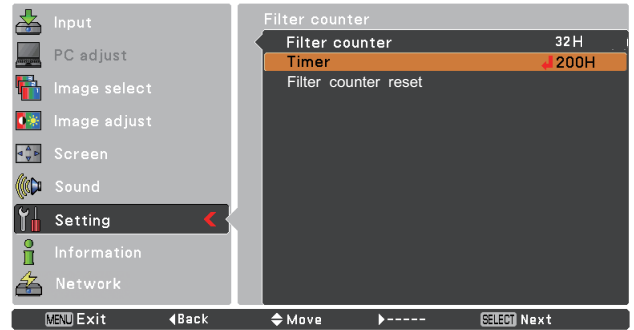 Input
PC adjust
Image select
Image adjust
Screen
Sound
Setting
Information
Network
Filter counter
Filter counter 32H
Timer 200H
Filter counter reset
MENU Exit Back Move ----- SELECT Next